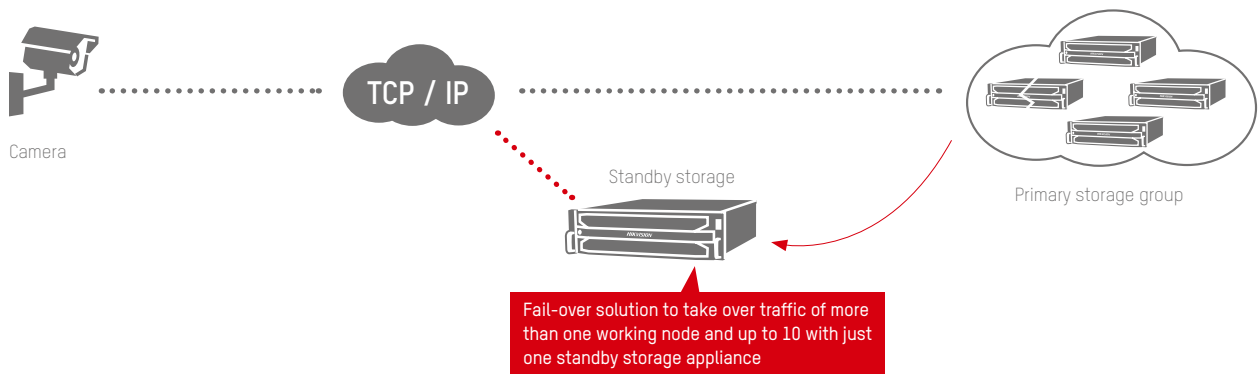 TCP / IP
Camera
Standby storage
Primary storage group
HIKVISION
Fail-over solution to take over traffic of more
than one working node and up to 10 with just
one standby storage appliance